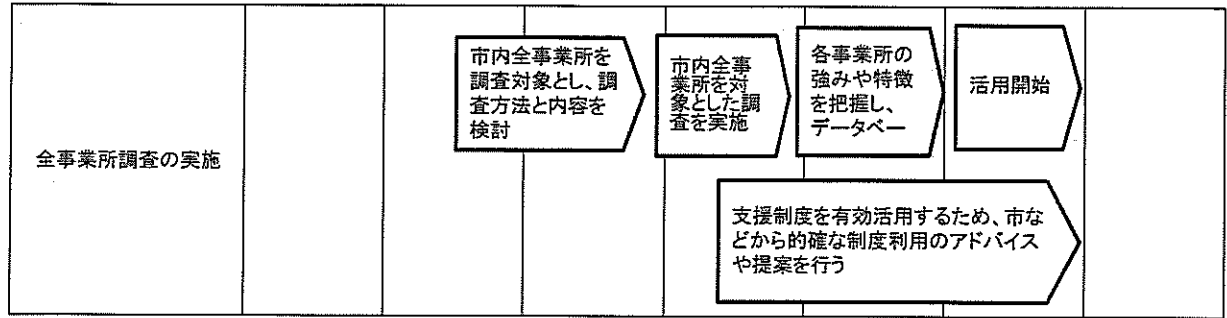 全事業所調査の実施
市内全事業所を
調査対象とし、調
査方法と内容を
検討
市内全事
業所を対
象とした調
査を実施
各事業所の
強みや特徴
を把握し、
データベー
活用開始
支援制度を有効活用するため、市な
どから的確な制度利用のアドバイス
や提案を行う